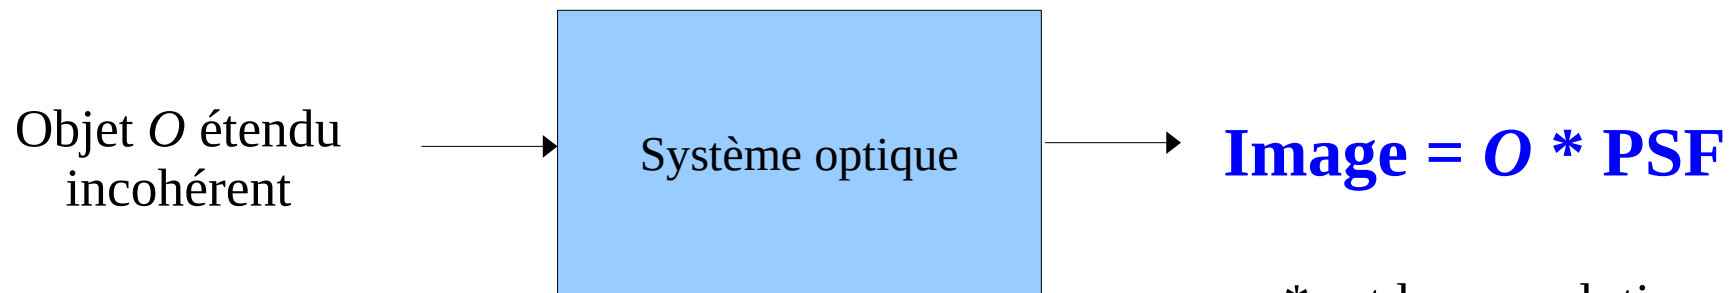 Objet O étendu
incohérent
Système optique
Image = O * PSF